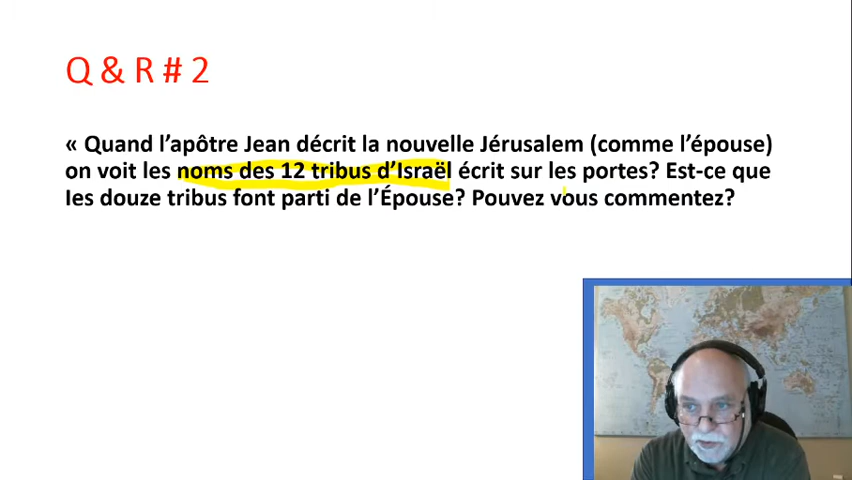 Q & R # 2
« Quand l’apôtre Jean décrit la nouvelle Jérusalem (comme l’épouse)
on voit les noms des 12 tribus d’Israël écrit sur les portes? Est-ce que
les douze tribus font parti de l’Épouse? Pouvez vous commentez?